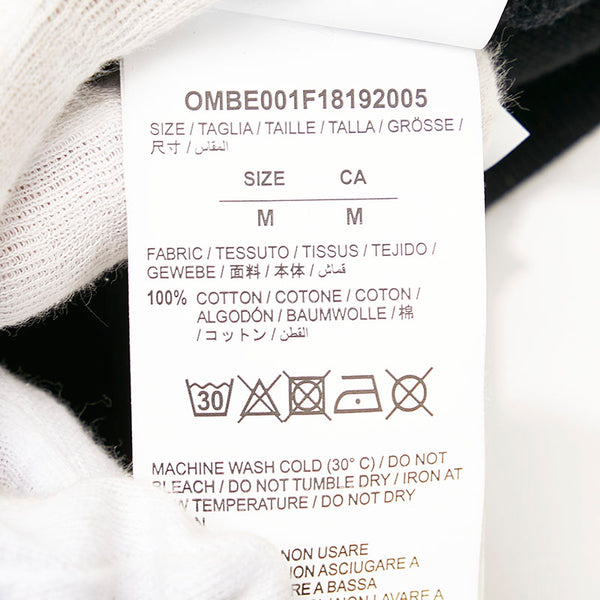 OMBE001F18192005
SIZE / TAGLIA / TAILLE / TALLA / GRÖSSE /
尺寸 / المقاس /
SIZE CA
M M
FABRIC / TESSUTO / TISSUS / TEJIDO /
GEWEBE / 面料 / 本体 / قماش /
100% COTTON / COTONE / COTON /
ALGODÓN / BAUMWOLLE / 棉
/ コットン / القطن /
30
MACHINE WASH COLD (30° C) / DO NOT
BLEACH / DO NOT TUMBLE DRY / IRON AT
TEMPERATURE / DO NOT DRY
NON USARE
ASCIUGARE A
A BASSA
NON LAVARE A